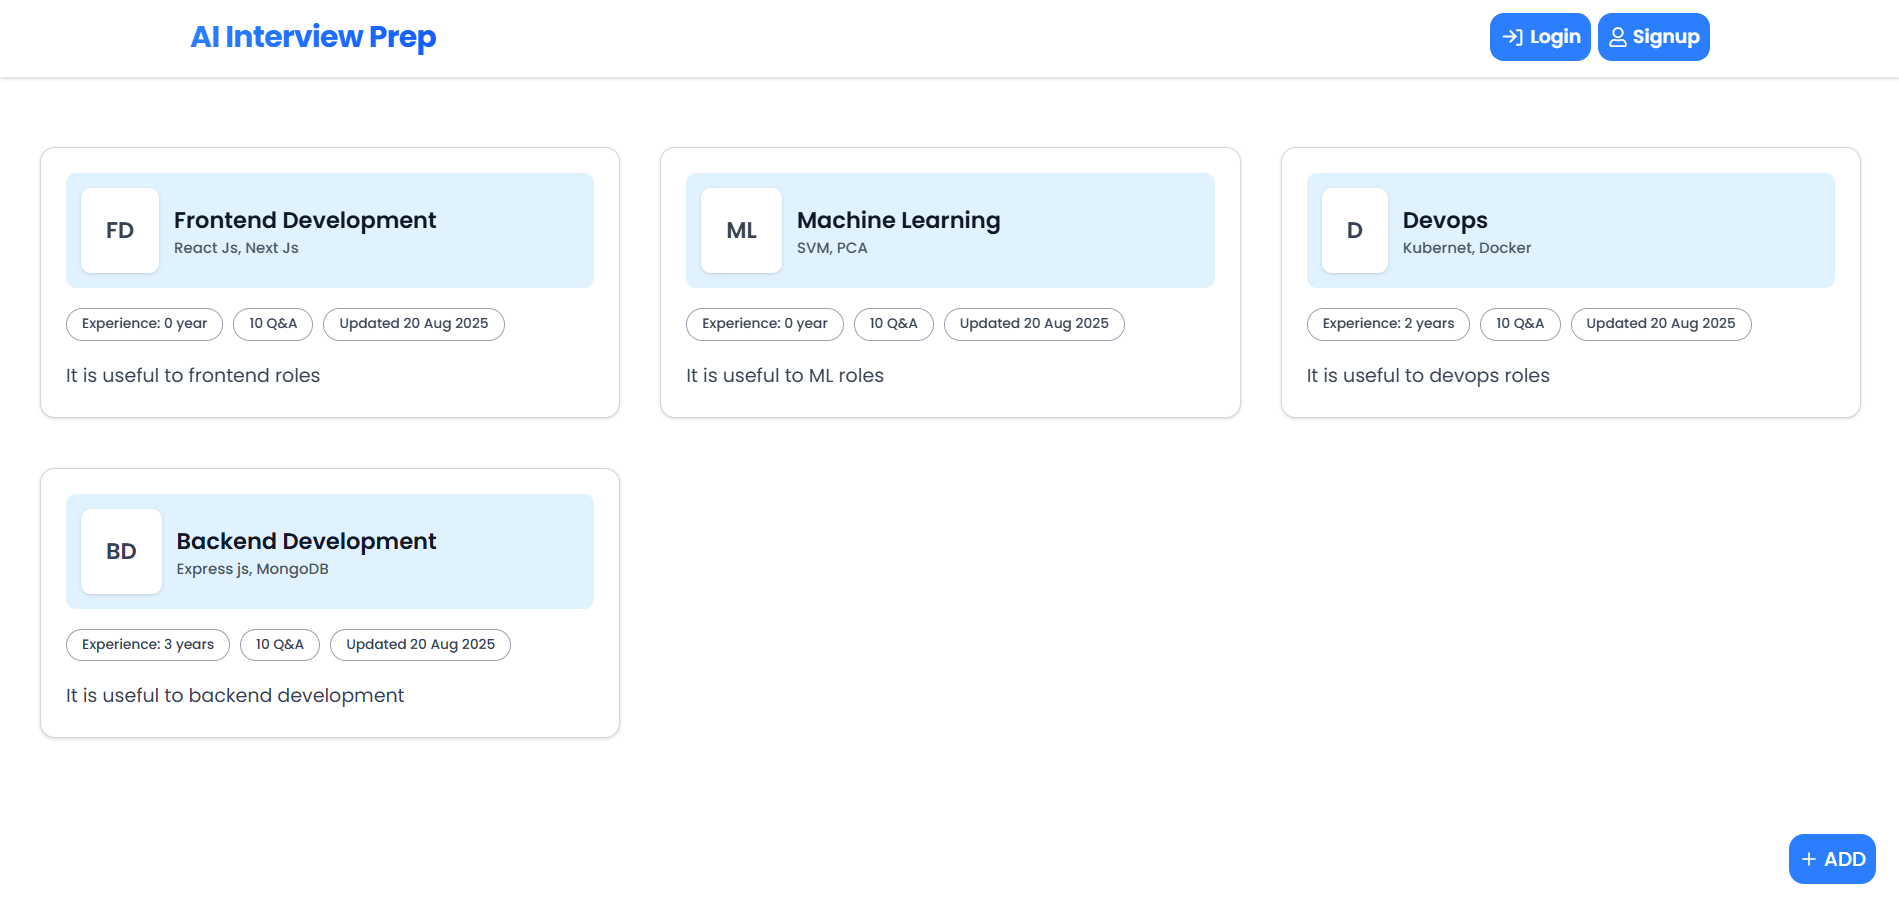 AI Interview Prep
Login
Signup
FD
Frontend Development
React Js, Next Js
Experience: 0 year
10 Q&A
Updated 20 Aug 2025
It is useful to frontend roles
ML
Machine Learning
SVM, PCA
Experience: 0 year
10 Q&A
Updated 20 Aug 2025
It is useful to ML roles
D
Devops
Kubernet, Docker
Experience: 2 years
10 Q&A
Updated 20 Aug 2025
It is useful to devops roles
BD
Backend Development
Express js, MongoDB
Experience: 3 years
10 Q&A
Updated 20 Aug 2025
It is useful to backend development
+ ADD